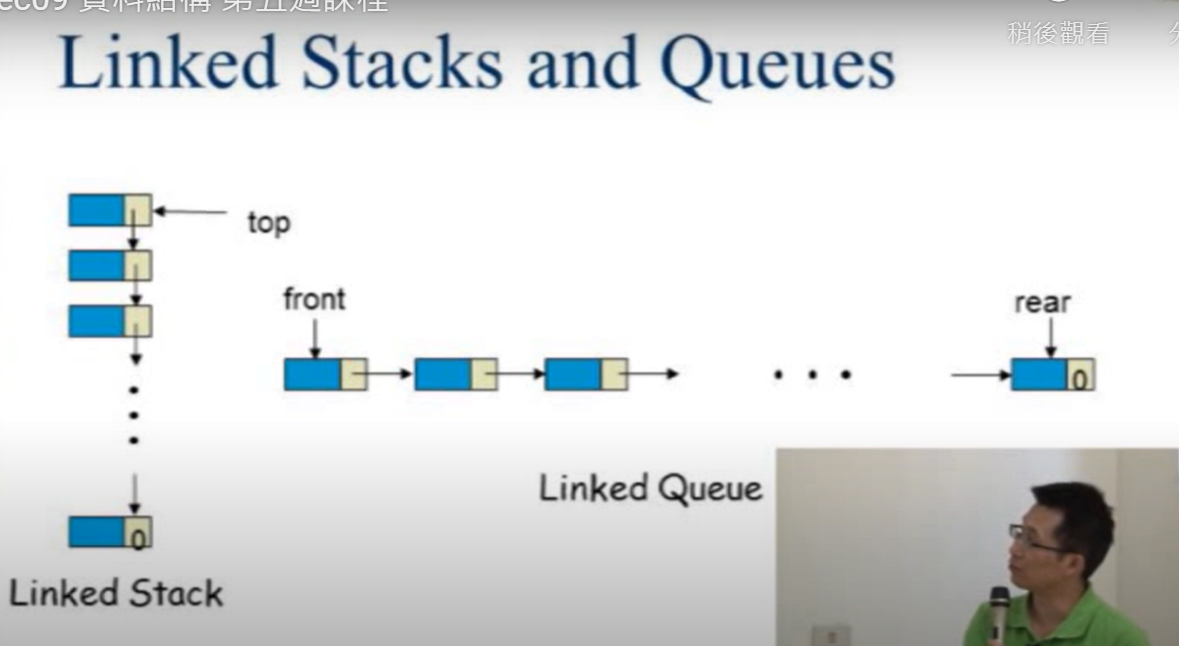 ec09 資料結構 第五週課程
稍後觀看
Linked Stacks and Queues
top
front
rear
0
Linked Queue
0
Linked Stack